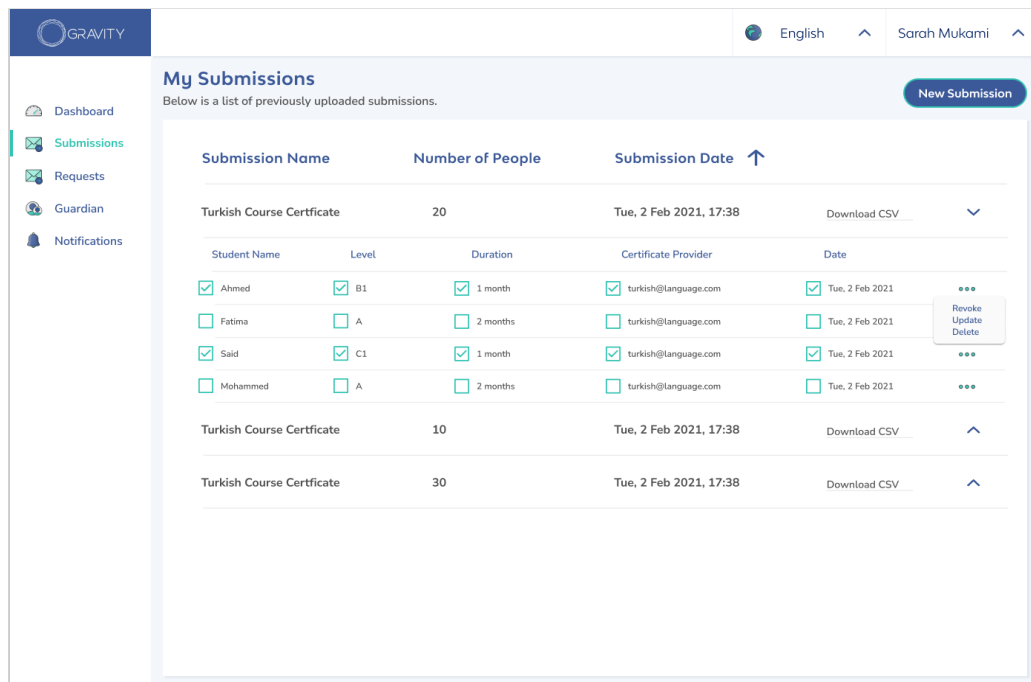 GRAVITY
English
Sarah Mukami
My Submissions
Below is a list of previously uploaded submissions.
New Submission
Dashboard
Submissions
Requests
Guardian
Notifications
Submission Name Number of People Submission Date
Turkish Course Certficate 20 Tue, 2 Feb 2021, 17:38 Download CSV
Student Name Level Duration Certificate Provider Date
Ahmed B1 1 month turkish@language.com Tue, 2 Feb 2021
Revoke
Update
Delete
Fatima A 2 months turkish@language.com Tue, 2 Feb 2021
Said C1 1 month turkish@language.com Tue, 2 Feb 2021
Mohammed A 2 months turkish@language.com Tue, 2 Feb 2021
Turkish Course Certficate 10 Tue, 2 Feb 2021, 17:38 Download CSV
Turkish Course Certficate 30 Tue, 2 Feb 2021, 17:38 Download CSV